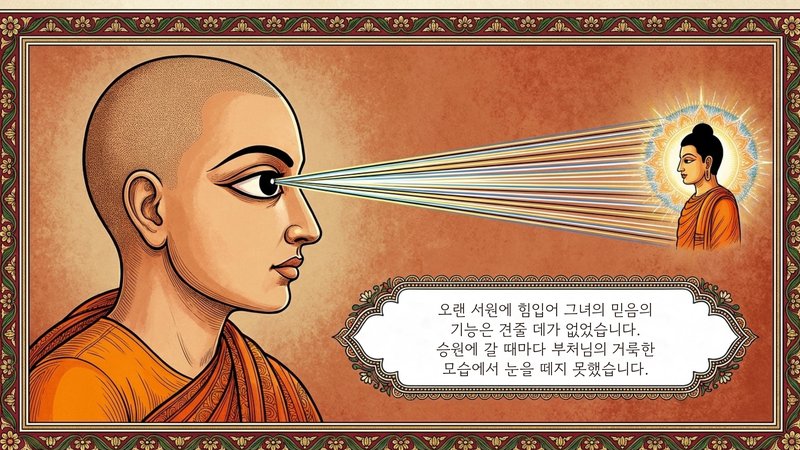 오랜 서원에 힘입어 그녀의 믿음의
기능은 견줄 데가 없었습니다.
승원에 갈 때마다 부처님의 거룩한
모습에서 눈을 떼지 못했습니다.